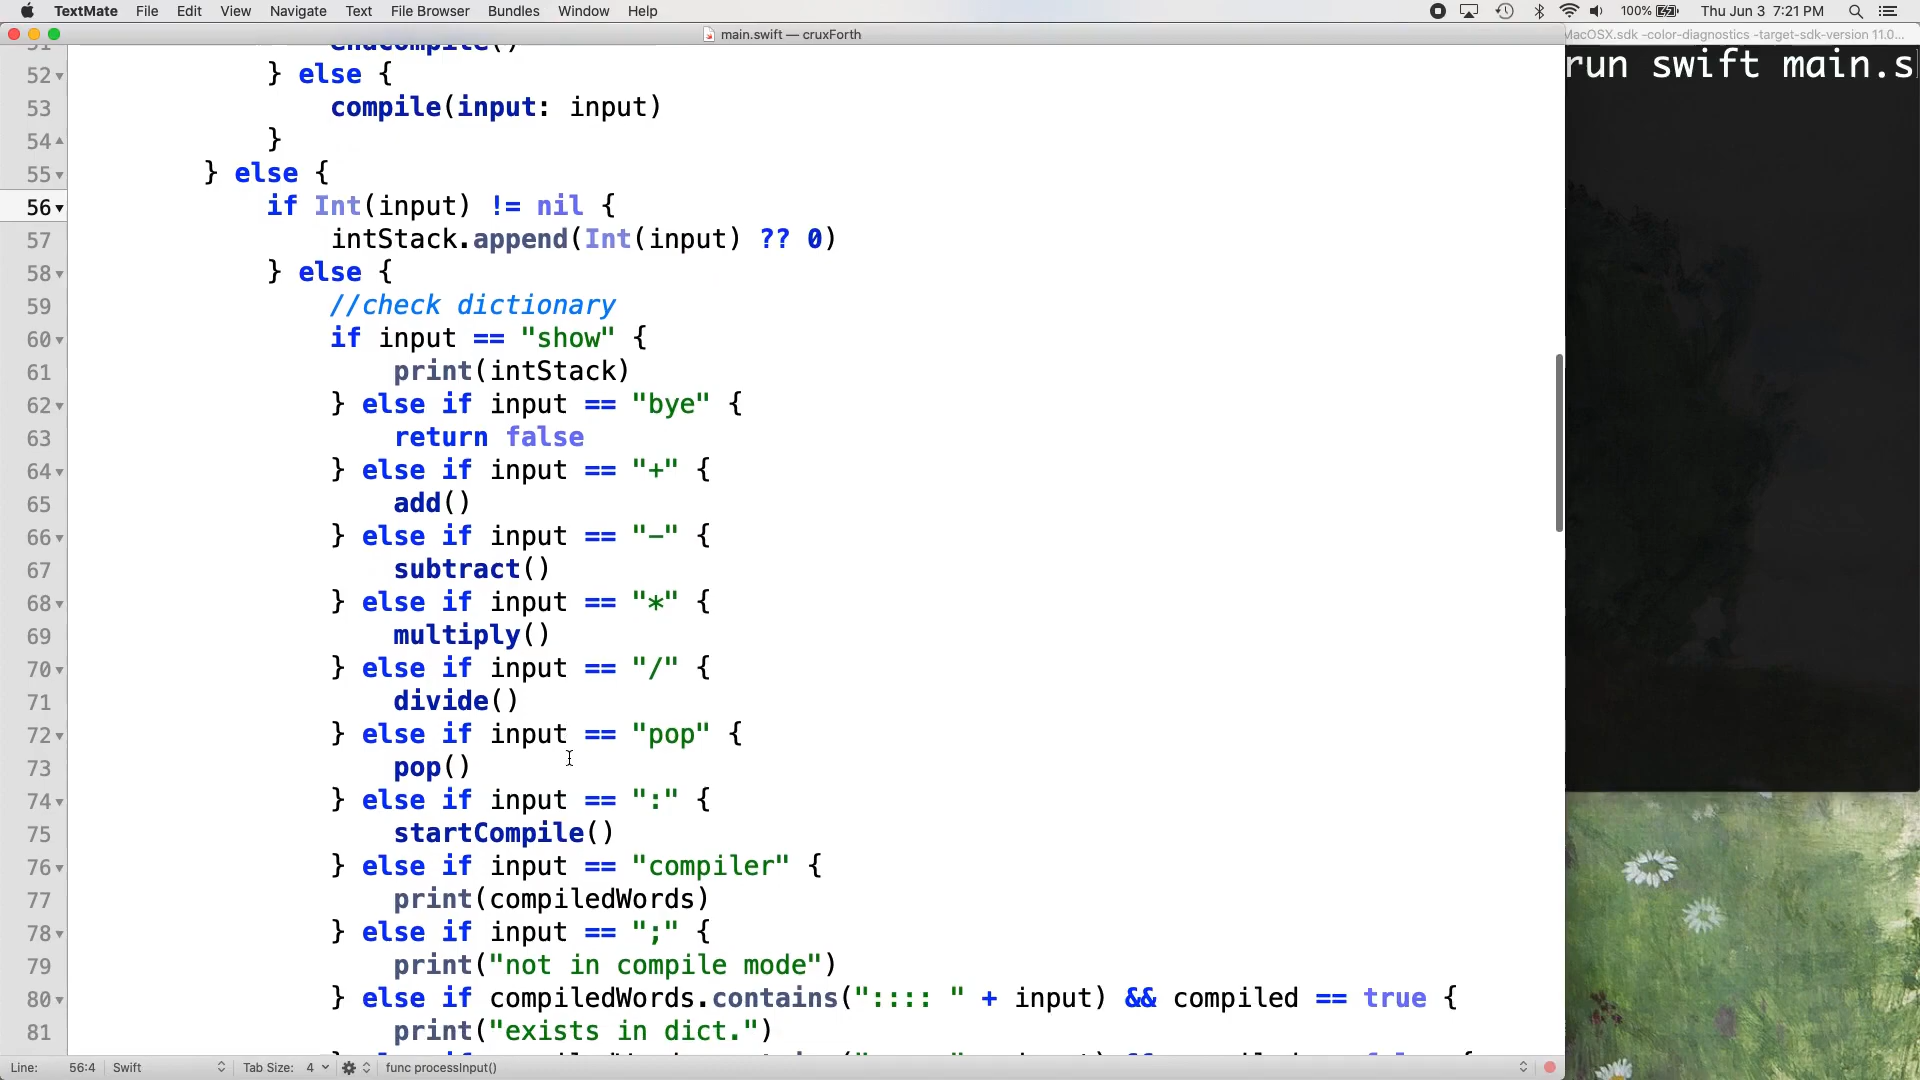 TextMate File Edit View Navigate Text File Browser Bundles Window Help 100% Thu Jun 3 7:21 PM
main.swift — cruxForth
MacOSX.sdk -color-diagnostics -target-sdk-version 11.0...
run swift main.s
51 endCompile()
52 } else {
53 compile(input: input)
54 }
55 } else {
56 if Int(input) != nil {
57 intStack.append(Int(input) ?? 0)
58 } else {
59 //check dictionary
60 if input == "show" {
61 print(intStack)
62 } else if input == "bye" {
63 return false
64 } else if input == "+" {
65 add()
66 } else if input == "-" {
67 subtract()
68 } else if input == "*" {
69 multiply()
70 } else if input == "/" {
71 divide()
72 } else if input == "pop" {
73 pop()
74 } else if input == ":" {
75 startCompile()
76 } else if input == "compiler" {
77 print(compiledWords)
78 } else if input == ";" {
79 print("not in compile mode")
80 } else if compiledWords.contains(":::: " + input) && compiled == true {
81 print("exists in dict.")
Line: 56:4 Swift Tab Size: 4 func processInput()